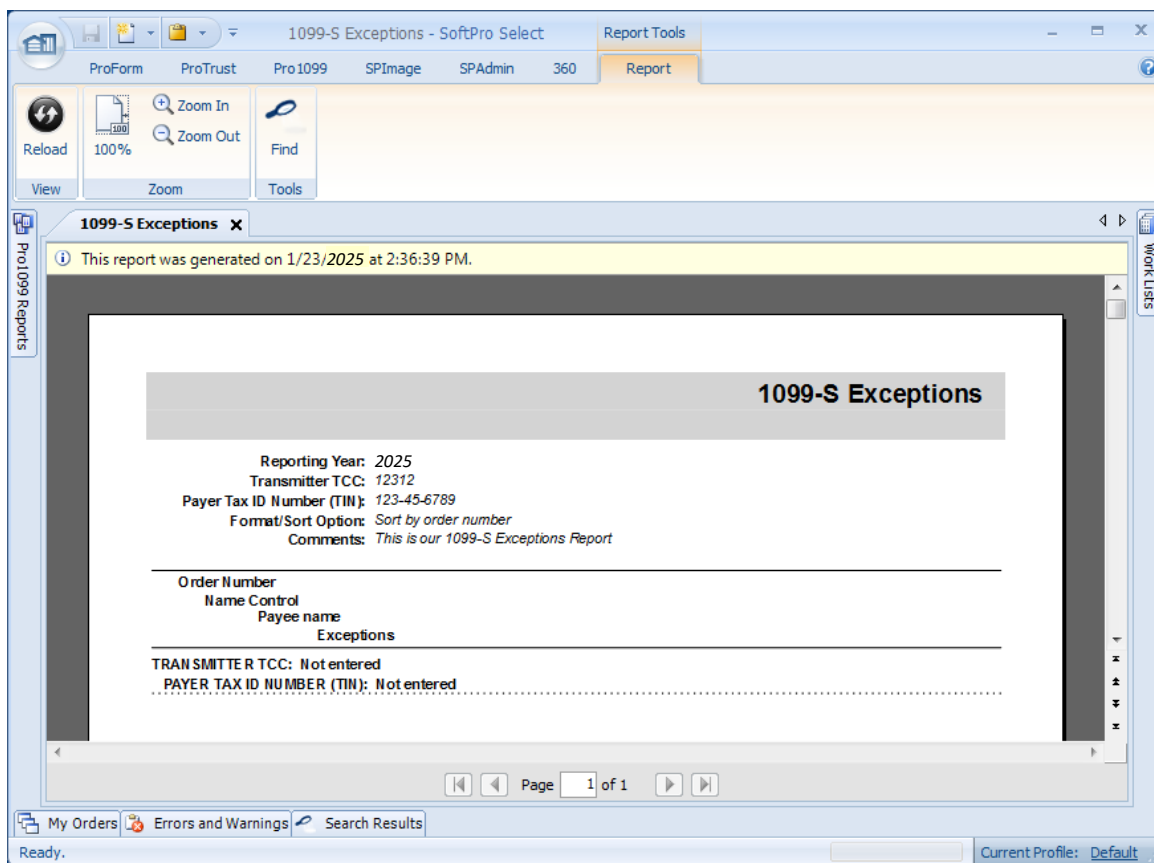 1099-S Exceptions - SoftPro Select
Report Tools
ProForm ProTrust Pro1099 SPImage SPAdmin 360 Report
Reload
100
100%
Zoom In
Zoom Out
Find
View Zoom Tools
Pro1099 Reports
1099-S Exceptions
Work Lists
This report was generated on 1/23/2025 at 2:36:39 PM.
1099-S Exceptions
Reporting Year: 2025
Transmitter TCC: 12312
Payer Tax ID Number (TIN): 123-45-6789
Format/Sort Option: Sort by order number
Comments: This is our 1099-S Exceptions Report
Order Number
Name Control
Payee name
Exceptions
TRANSMITTER TCC: Not entered
PAYER TAX ID NUMBER (TIN): Not entered
Page 1 of 1
My Orders Errors and Warnings Search Results
Ready. Current Profile: Default